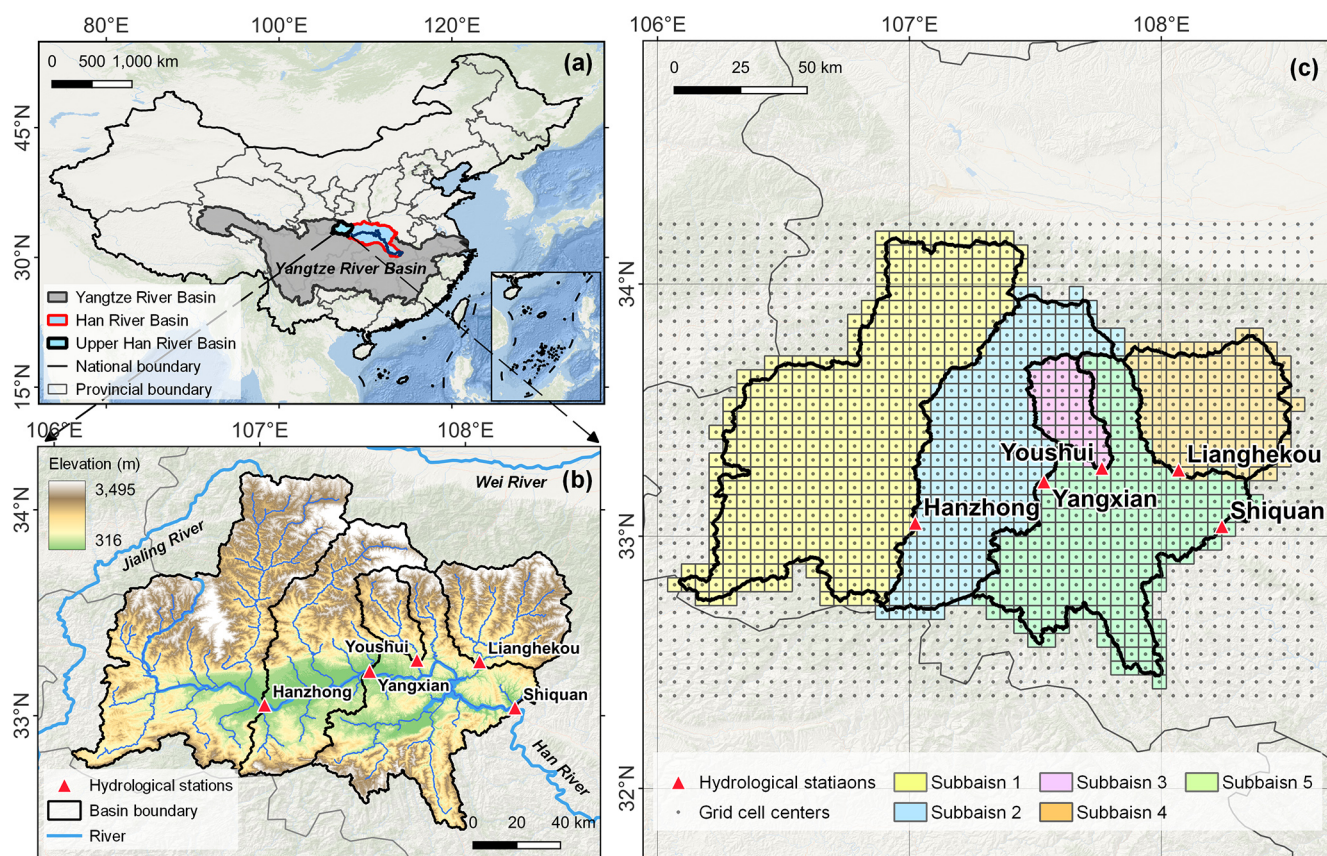 80°E 100°E 120°E
0 500 1,000 km
(a)
45°N
30°N
15°N
Yangtze River Basin
Yangtze River Basin
Han River Basin
Upper Han River Basin
National boundary
Provincial boundary
106°E 107°E 108°E
Elevation (m)
3,495
316
(b)
Wei River
Jialing River
34°N
33°N
Youshui
Lianghekou
Hanzhong
Yangxian
Shiquan
Han River
Hydrological stations
Basin boundary
River
0 20 40 km
106°E 107°E 108°E
0 25 50 km
(c)
34°N
33°N
32°N
Youshui
Lianghekou
Hanzhong
Yangxian
Shiquan
Hydrological statiaons
Subbaisn 1
Subbaisn 3
Subbaisn 5
Grid cell centers
Subbaisn 2
Subbaisn 4